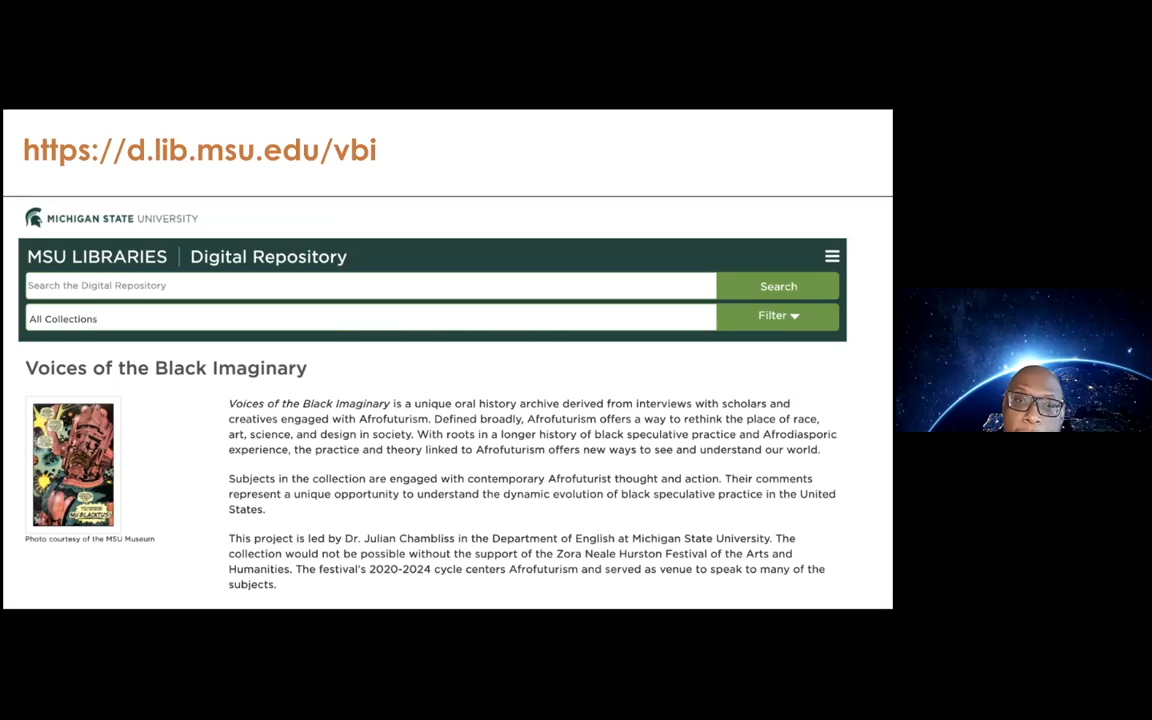 https://d.lib.msu.edu/vbi
MICHIGAN STATE UNIVERSITY
MSU LIBRARIES | Digital Repository
Search the Digital Repository
Search
All Collections
Filter
Voices of the Black Imaginary
Voices of the Black Imaginary is a unique oral history archive derived from interviews with scholars and
creatives engaged with Afrofuturism. Defined broadly, Afrofuturism offers a way to rethink the place of race,
art, science, and design in society. With roots in a longer history of black speculative practice and Afrodiasporic
experience, the practice and theory linked to Afrofuturism offers new ways to see and understand our world.
Subjects in the collection are engaged with contemporary Afrofuturist thought and action. Their comments
represent a unique opportunity to understand the dynamic evolution of black speculative practice in the United
States.
Photo courtesy of the MSU Museum
This project is led by Dr. Julian Chambliss in the Department of English at Michigan State University. The
collection would not be possible without the support of the Zora Neale Hurston Festival of the Arts and
Humanities. The festival's 2020-2024 cycle centers Afrofuturism and served as venue to speak to many of the
subjects.